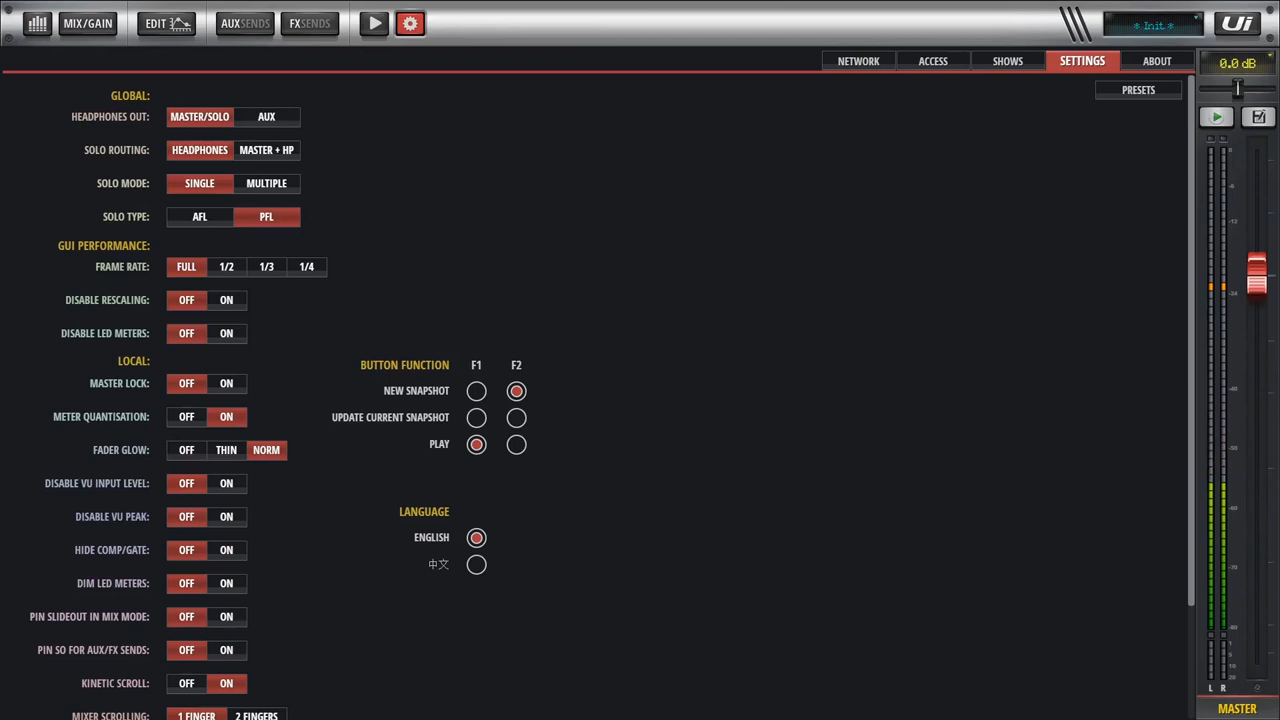 MIX/GAIN EDIT AUXSENDS FXSENDS * Init * Ui
NETWORK ACCESS SHOWS SETTINGS ABOUT 0.0 dB
PRESETS
GLOBAL:
HEADPHONES OUT: MASTER/SOLO AUX
SOLO ROUTING: HEADPHONES MASTER + HP
SOLO MODE: SINGLE MULTIPLE
SOLO TYPE: AFL PFL
GUI PERFORMANCE:
FRAME RATE: FULL 1/2 1/3 1/4
DISABLE RESCALING: OFF ON
DISABLE LED METERS: OFF ON
LOCAL:
MASTER LOCK: OFF ON
METER QUANTISATION: OFF ON
FADER GLOW: OFF THIN NORM
DISABLE VU INPUT LEVEL: OFF ON
DISABLE VU PEAK: OFF ON
HIDE COMP/GATE: OFF ON
DIM LED METERS: OFF ON
PIN SLIDEOUT IN MIX MODE: OFF ON
PIN SO FOR AUX/FX SENDS: OFF ON
KINETIC SCROLL: OFF ON
MIXER SCROLLING: 1 FINGER 2 FINGERS
BUTTON FUNCTION F1 F2
NEW SNAPSHOT
UPDATE CURRENT SNAPSHOT
PLAY
LANGUAGE
ENGLISH
中文
L R
MASTER